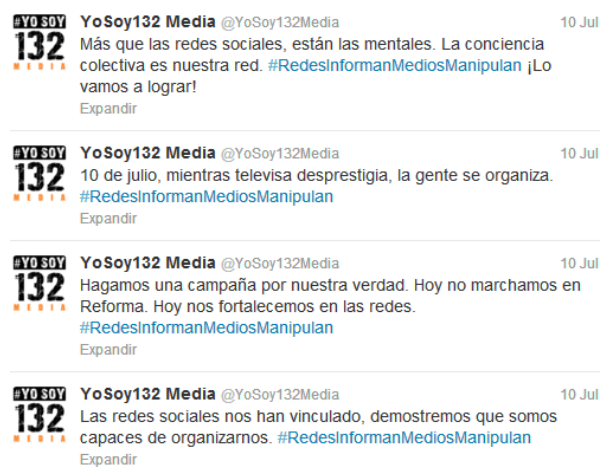 #YO SOY
132
MEDIA
YoSoy132 Media @YoSoy132Media 10 Jul
Más que las redes sociales, están las mentales. La conciencia
colectiva es nuestra red. #RedesInformanMediosManipulan ¡Lo
vamos a lograr!
Expandir
#YO SOY
132
MEDIA
YoSoy132 Media @YoSoy132Media 10 Jul
10 de julio, mientras televisa desprestigia, la gente se organiza.
#RedesInformanMediosManipulan
Expandir
#YO SOY
132
MEDIA
YoSoy132 Media @YoSoy132Media 10 Jul
Hagamos una campaña por nuestra verdad. Hoy no marchamos en
Reforma. Hoy nos fortalecemos en las redes.
#RedesInformanMediosManipulan
Expandir
#YO SOY
132
MEDIA
YoSoy132 Media @YoSoy132Media 10 Jul
Las redes sociales nos han vinculado, demostremos que somos
capaces de organizarnos. #RedesInformanMediosManipulan
Expandir